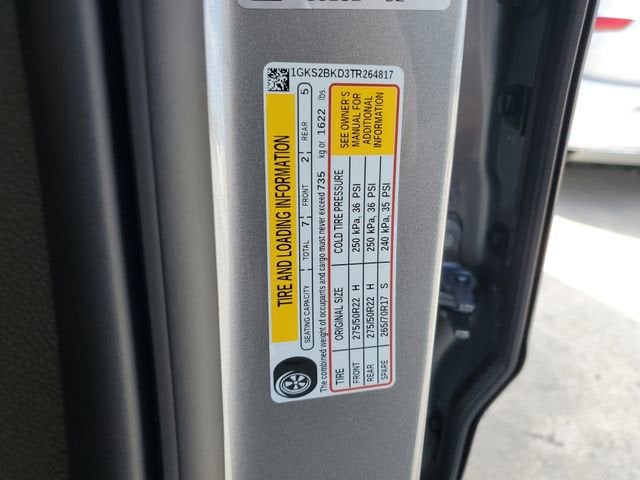 1GKS2BKD3TR264817
TIRE AND LOADING INFORMATION
SEATING CAPACITY TOTAL 7 FRONT 2 REAR 5
The combined weight of occupants and cargo must never exceed 735 kg or 1622 lbs.
TIRE ORIGINAL SIZE COLD TIRE PRESSURE
FRONT 275/50R22 H 250 kPa, 36 PSI
REAR 275/50R22 H 250 kPa, 36 PSI
SPARE 265/70R17 S 240 kPa, 35 PSI
SEE OWNER'S
MANUAL FOR
ADDITIONAL
INFORMATION